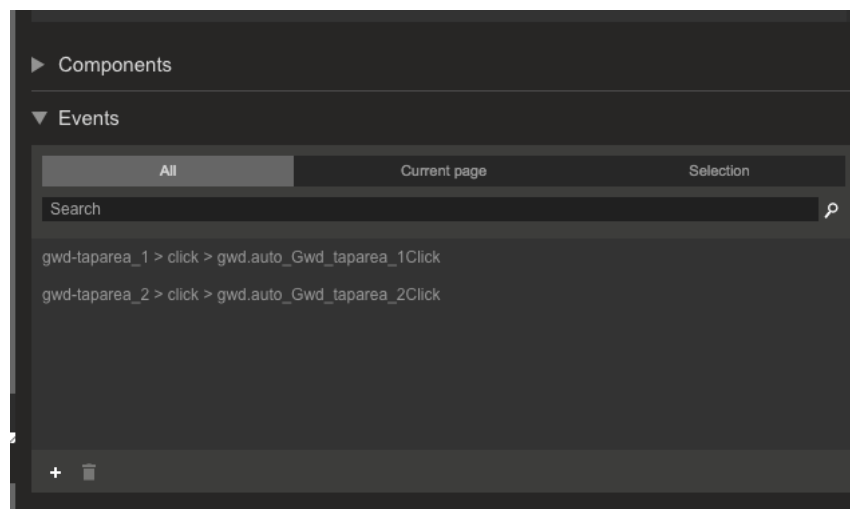 Components
Events
All Current page Selection
Search
gwd-taparea_1 > click > gwd.auto_Gwd_taparea_1Click
gwd-taparea_2 > click > gwd.auto_Gwd_taparea_2Click